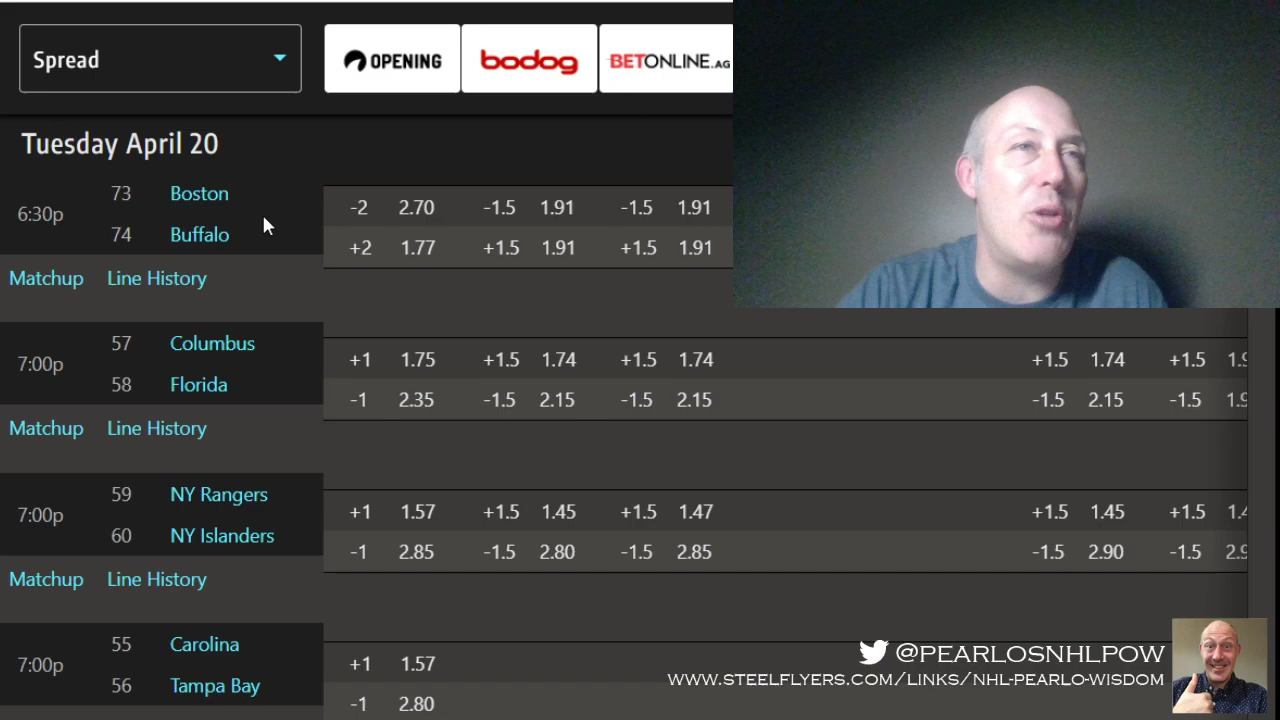 Spread
OPENING bodog BETONLINE.AG
Tuesday April 20
6:30p
73 Boston -2 2.70 -1.5 1.91 -1.5 1.91
74 Buffalo +2 1.77 +1.5 1.91 +1.5 1.91
Matchup Line History
7:00p
57 Columbus +1 1.75 +1.5 1.74 +1.5 1.74 +1.5 1.74 +1.5
58 Florida -1 2.35 -1.5 2.15 -1.5 2.15 -1.5 2.15 -1.5
Matchup Line History
7:00p
59 NY Rangers +1 1.57 +1.5 1.45 +1.5 1.47 +1.5 1.45 +1.5
60 NY Islanders -1 2.85 -1.5 2.80 -1.5 2.85 -1.5 2.90 -1.5
Matchup Line History
7:00p
55 Carolina +1 1.57
56 Tampa Bay -1 2.80
@PEARLOSNHLPOW
WWW.STEELFLYERS.COM/LINKS/NHL-PEARLO-WISDOM